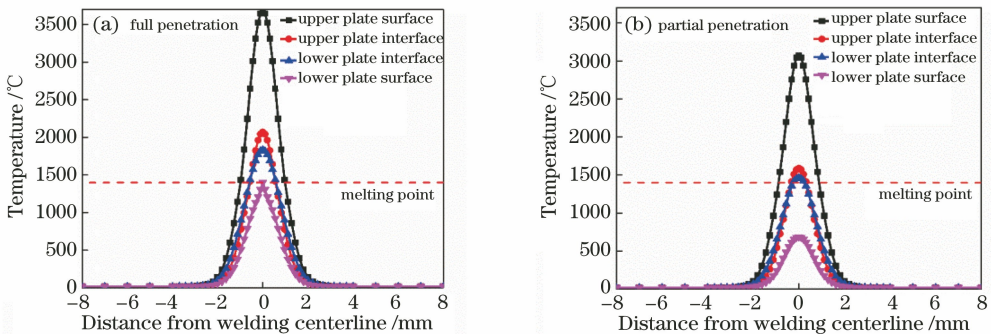 (a) full penetration
upper plate surface
upper plate interface
lower plate interface
lower plate surface
melting point
Temperature /℃
3500
3000
2500
2000
1500
1000
500
0
−8 −6 −4 −2 0 2 4 6 8
Distance from welding centerline /mm
(b) partial penetration
upper plate surface
upper plate interface
lower plate interface
lower plate surface
melting point
Temperature /℃
3500
3000
2500
2000
1500
1000
500
0
−8 −6 −4 −2 0 2 4 6 8
Distance from welding centerline /mm